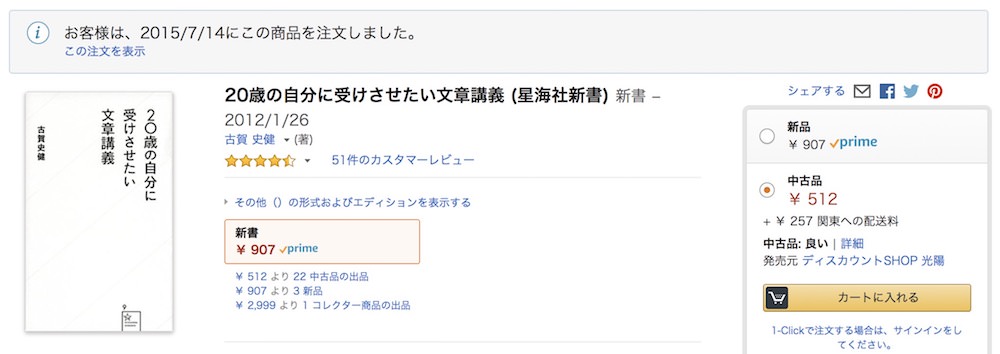 お客様は、2015/7/14にこの商品を注文しました。
この注文を表示
20歳の自分に
受けさせたい
文章講義
古賀史健
20歳の自分に受けさせたい文章講義 (星海社新書) 新書 –
2012/1/26
古賀 史健 (著)
51件のカスタマーレビュー
その他（）の形式およびエディションを表示する
新書
￥ 907 prime
￥ 512 より 22 中古品の出品
￥ 907 より 3 新品
￥ 2,999 より 1 コレクター商品の出品
シェアする
新品
￥ 907 prime
中古品
￥ 512
+ ￥ 257 関東への配送料
中古品: 良い | 詳細
発売元 ディスカウントSHOP 光陽
カートに入れる
1-Clickで注文する場合は、サインインをし
てください。